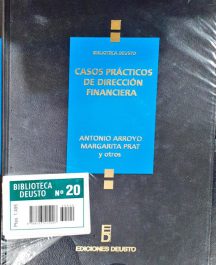 BIBLIOTECA DEUSTO
CASOS PRÁCTICOS
DE DIRECCIÓN
FINANCIERA
ANTONIO ARROYO
MARGARITA PRAT
y otros
BIBLIOTECA
DEUSTO
Nº 20
EDICIONES DEUSTO